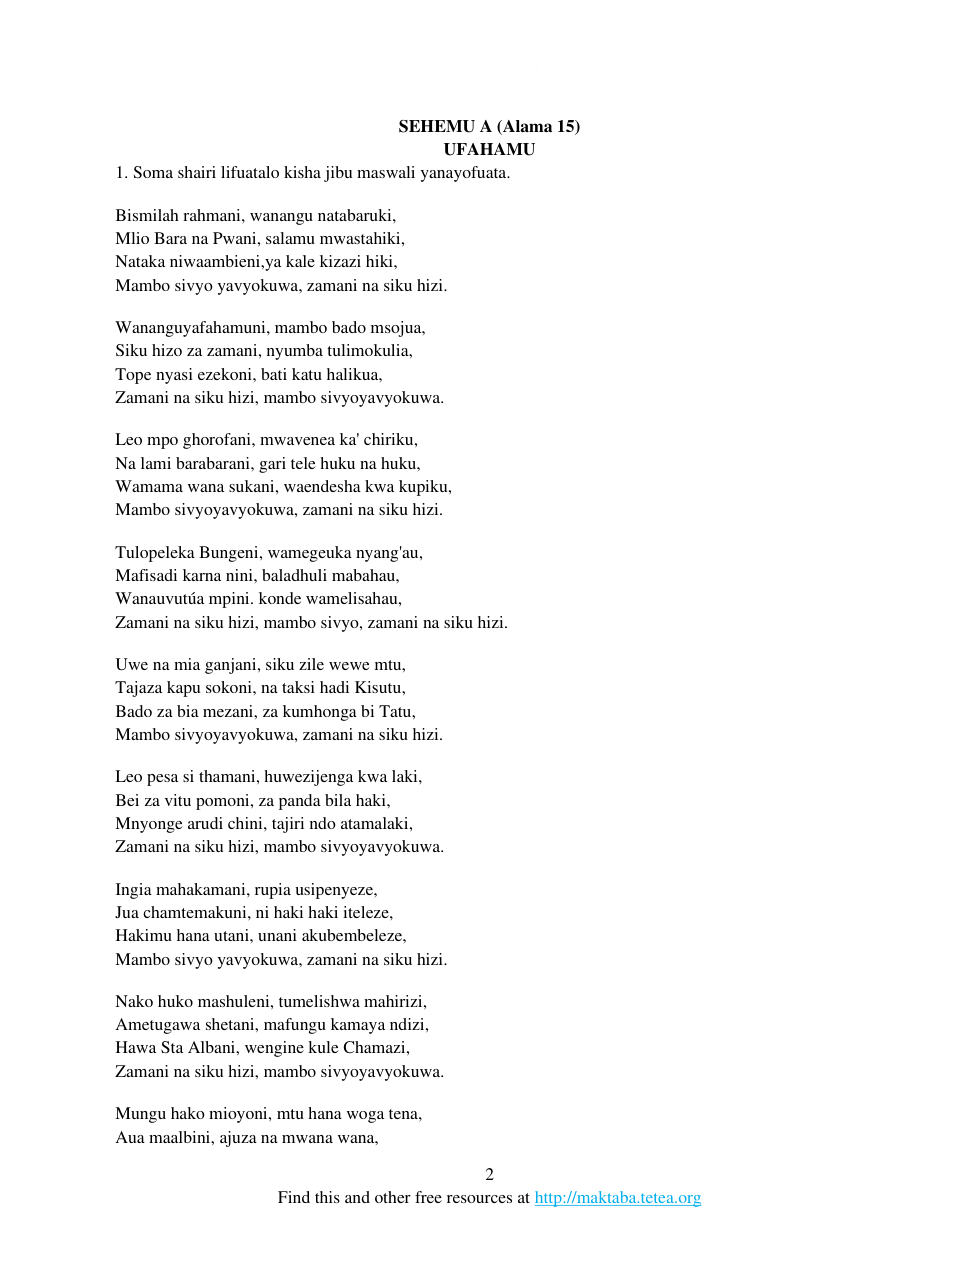 SEHEMU A (Alama 15)
UFAHAMU
1. Soma shairi lifuatalo kisha jibu maswali yanayofuata.
Bismilah rahmani, wanangu natabaruki,
Mlio Bara na Pwani, salamu mwastahiki,
Nataka niwaambieni,ya kale kizazi hiki,
Mambo sivyo yavyokuwa, zamani na siku hizi.
Wananguyafahamuni, mambo bado msojua,
Siku hizo za zamani, nyumba tulimokulia,
Tope nyasi ezekoni, bati katu halikua,
Zamani na siku hizi, mambo sivyoyavyokuwa.
Leo mpo ghorofani, mwavenea ka' chiriku,
Na lami barabarani, gari tele huku na huku,
Wamama wana sukani, waendesha kwa kupiku,
Mambo sivyoyavyokuwa, zamani na siku hizi.
Tulopeleka Bungeni, wamegeuka nyang'au,
Mafisadi karna nini, baladhuli mabahau,
Wanauvutúa mpini. konde wamelisahau,
Zamani na siku hizi, mambo sivyo, zamani na siku hizi.
Uwe na mia ganjani, siku zile wewe mtu,
Tajaza kapu sokoni, na taksi hadi Kisutu,
Bado za bia mezani, za kumhonga bi Tatu,
Mambo sivyoyavyokuwa, zamani na siku hizi.
Leo pesa si thamani, huwezijenga kwa laki,
Bei za vitu pomoni, za panda bila haki,
Mnyonge arudi chini, tajiri ndo atamalaki,
Zamani na siku hizi, mambo sivyoyavyokuwa.
Ingia mahakamani, rupia usipenyeze,
Jua chamtemakuni, ni haki haki iteleze,
Hakimu hana utani, unani akubembeleze,
Mambo sivyo yavyokuwa, zamani na siku hizi.
Nako huko mashuleni, tumelishwa mahirizi,
Ametugawa shetani, mafungu kamaya ndizi,
Hawa Sta Albani, wengine kule Chamazi,
Zamani na siku hizi, mambo sivyoyavyokuwa.
Mungu hako mioyoni, mtu hana woga tena,
Aua maalbini, ajuza na mwana wana,
2
Find this and other free resources at http://maktaba.tetea.org